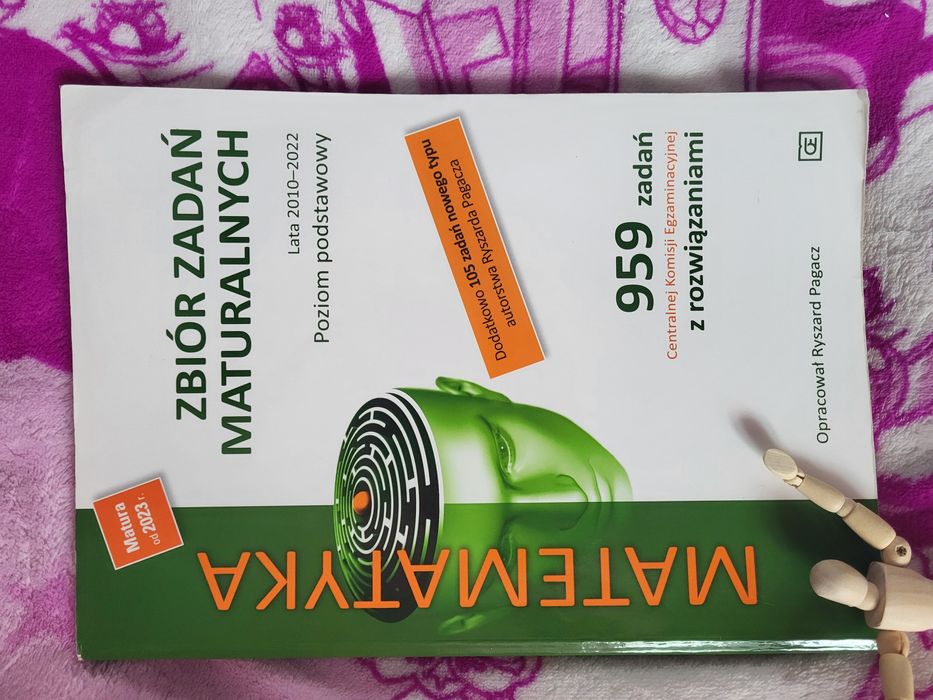 MATEMATYKA
Matura
od 2023 r.
ZBIÓR ZADAŃ
MATURALNYCH
Lata 2010–2022
Poziom podstawowy
Dodatkowo 105 zadań nowego typu
autorstwa Ryszarda Pagacza
959 zadań
Centralnej Komisji Egzaminacyjnej
z rozwiązaniami
Opracował Ryszard Pagacz
OE